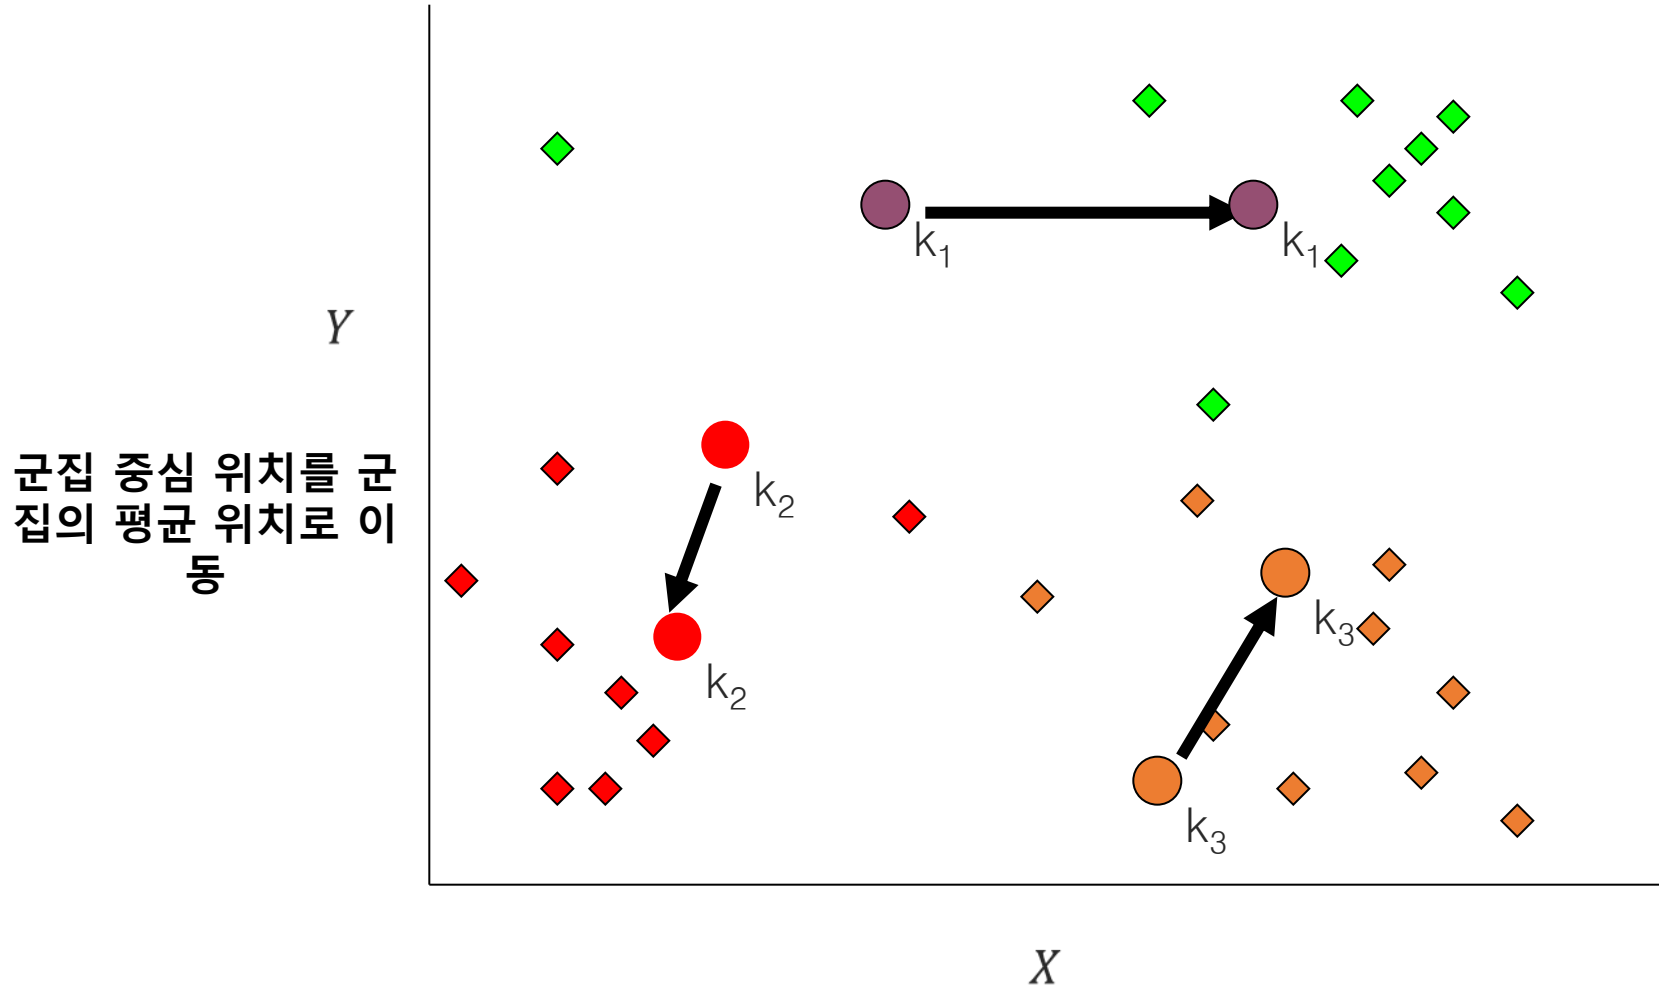 k₁
k₁
Y
군집 중심 위치를 군
집의 평균 위치로 이
동
k₂
k₂
k₃
k₃
X